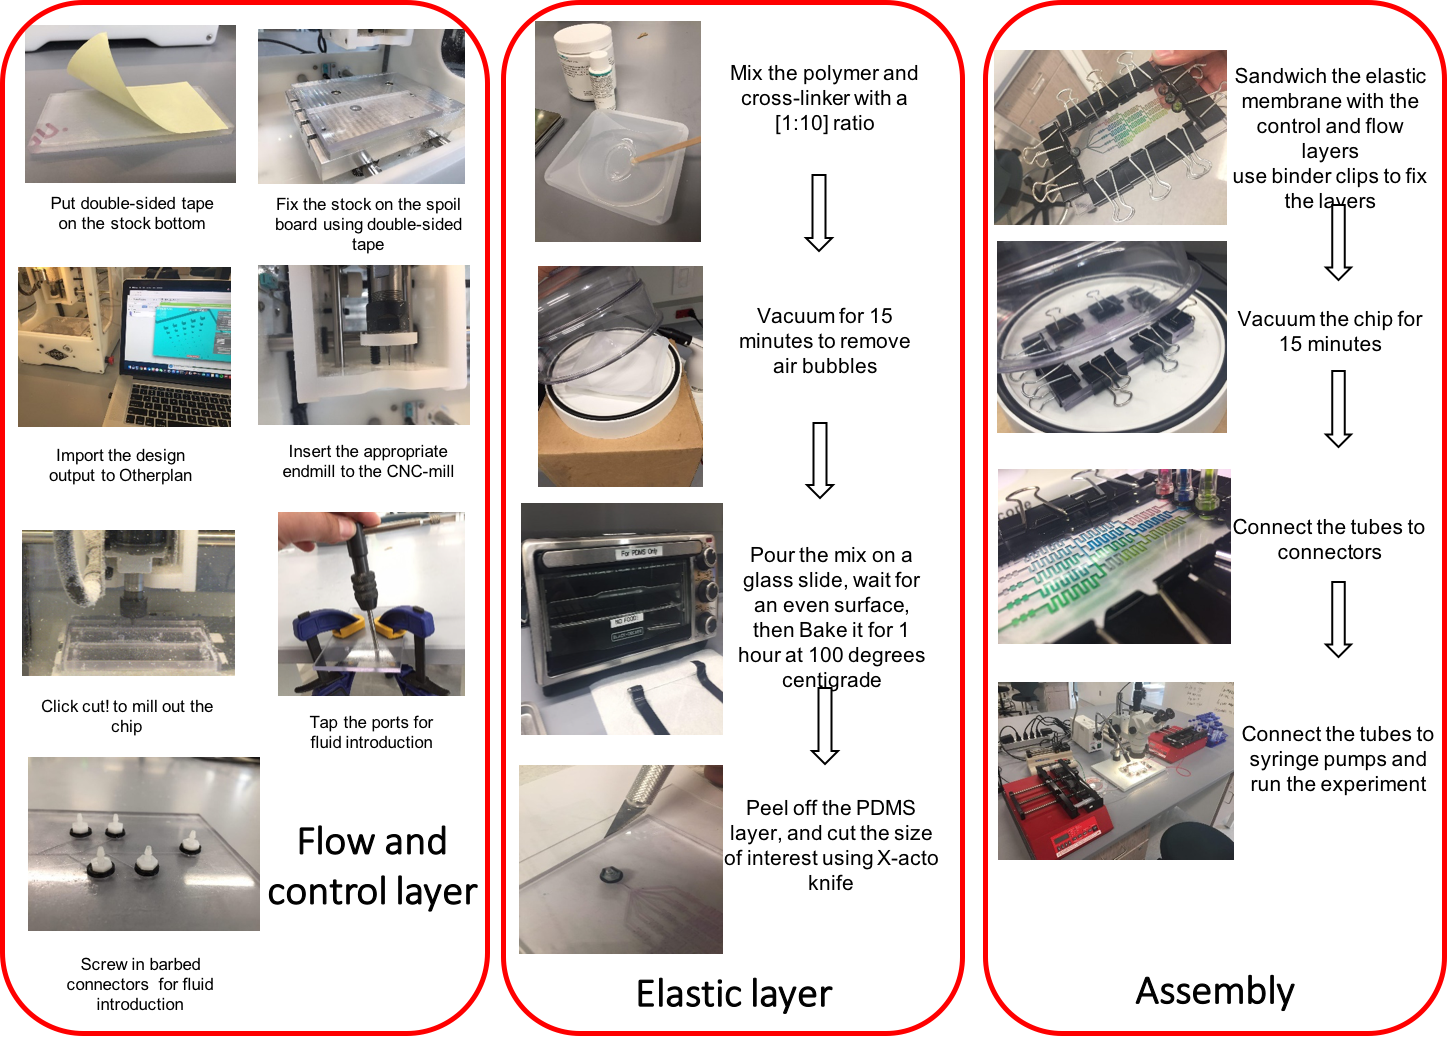 Put double-sided tape
on the stock bottom
Fix the stock on the spoil
board using double-sided
tape
Import the design
output to Otherplan
Insert the appropriate
endmill to the CNC-mill
Click cut! to mill out the
chip
Tap the ports for
fluid introduction
Screw in barbed
connectors for fluid
introduction
Flow and
control layer
Mix the polymer and
cross-linker with a
[1:10] ratio
Vacuum for 15
minutes to remove
air bubbles
For PDMS Only
NO FOOD!
Pour the mix on a
glass slide, wait for
an even surface,
then Bake it for 1
hour at 100 degrees
centigrade
Peel off the PDMS
layer, and cut the size
of interest using X-acto
knife
Elastic layer
Sandwich the elastic
membrane with the
control and flow
layers
use binder clips to fix
the layers
Vacuum the chip for
15 minutes
Connect the tubes to
connectors
Connect the tubes to
syringe pumps and
run the experiment
Assembly